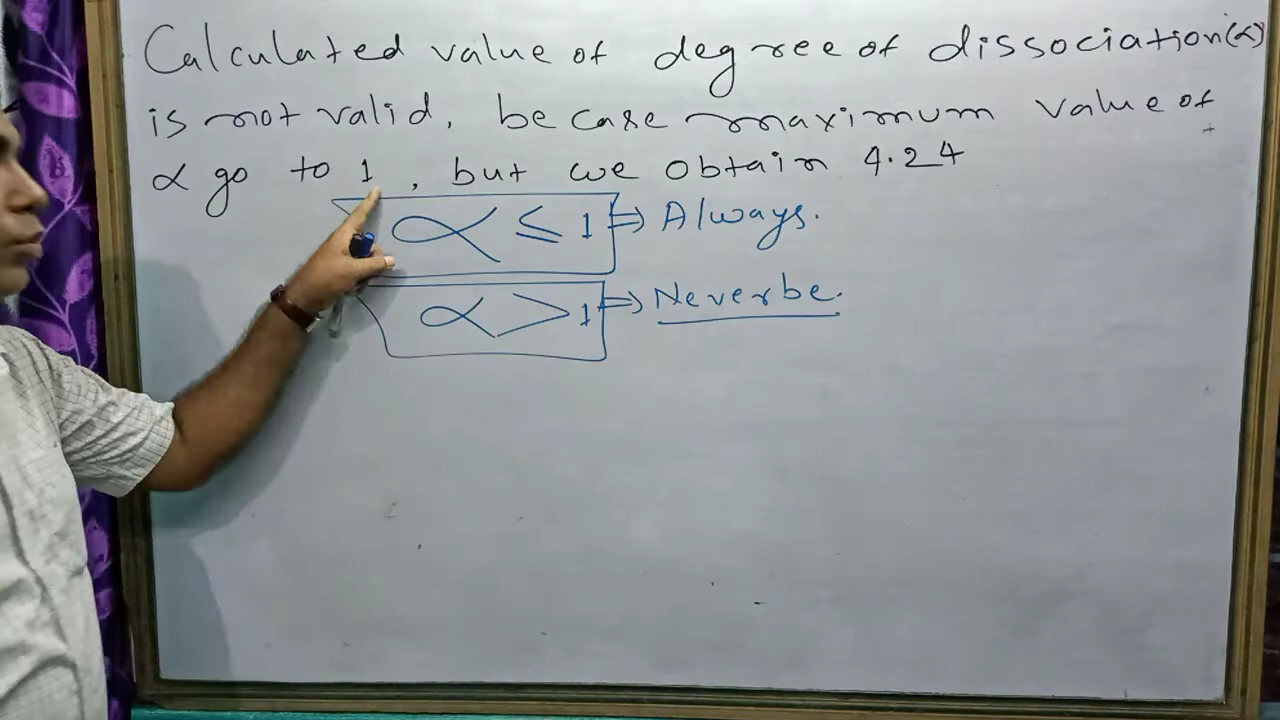 Calculated value of degree of dissociation(α)
is not valid, becase maximum value of
α go to 1, but we obtain 4.24
α ≤ 1 ⇒ Always.
α > 1 ⇒ Never be.